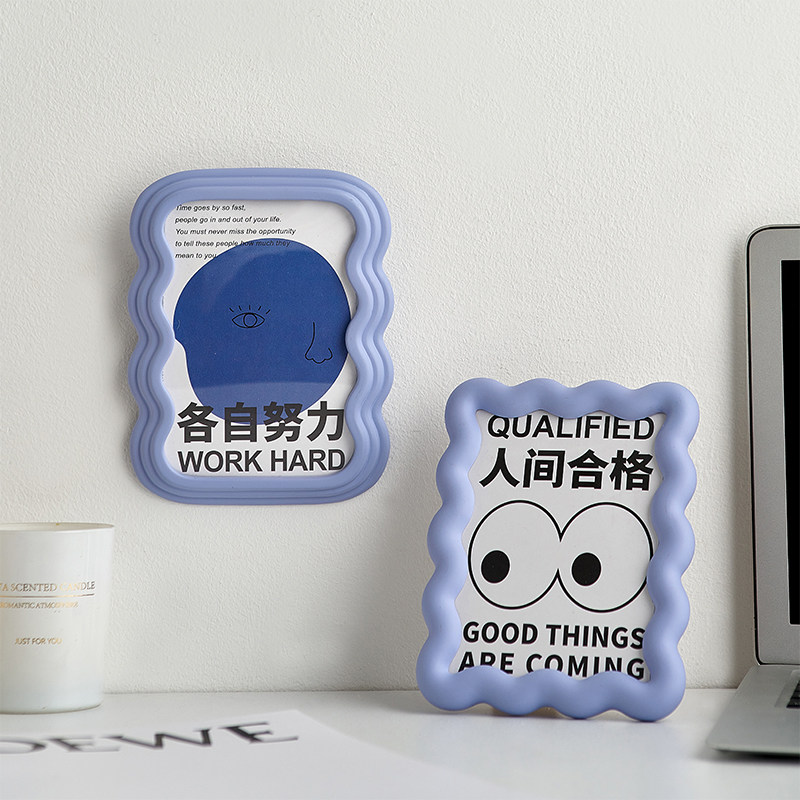 Time goes by so fast,
people go in and out of your life.
You must never miss the opportunity
to tell these people how much they
mean to you
各自努力
WORK HARD
QUALIFIED
人间合格
GOOD THINGS
ARE COMING
SCENTED
ROMANTIC
JUST FOR YOU
OEWE